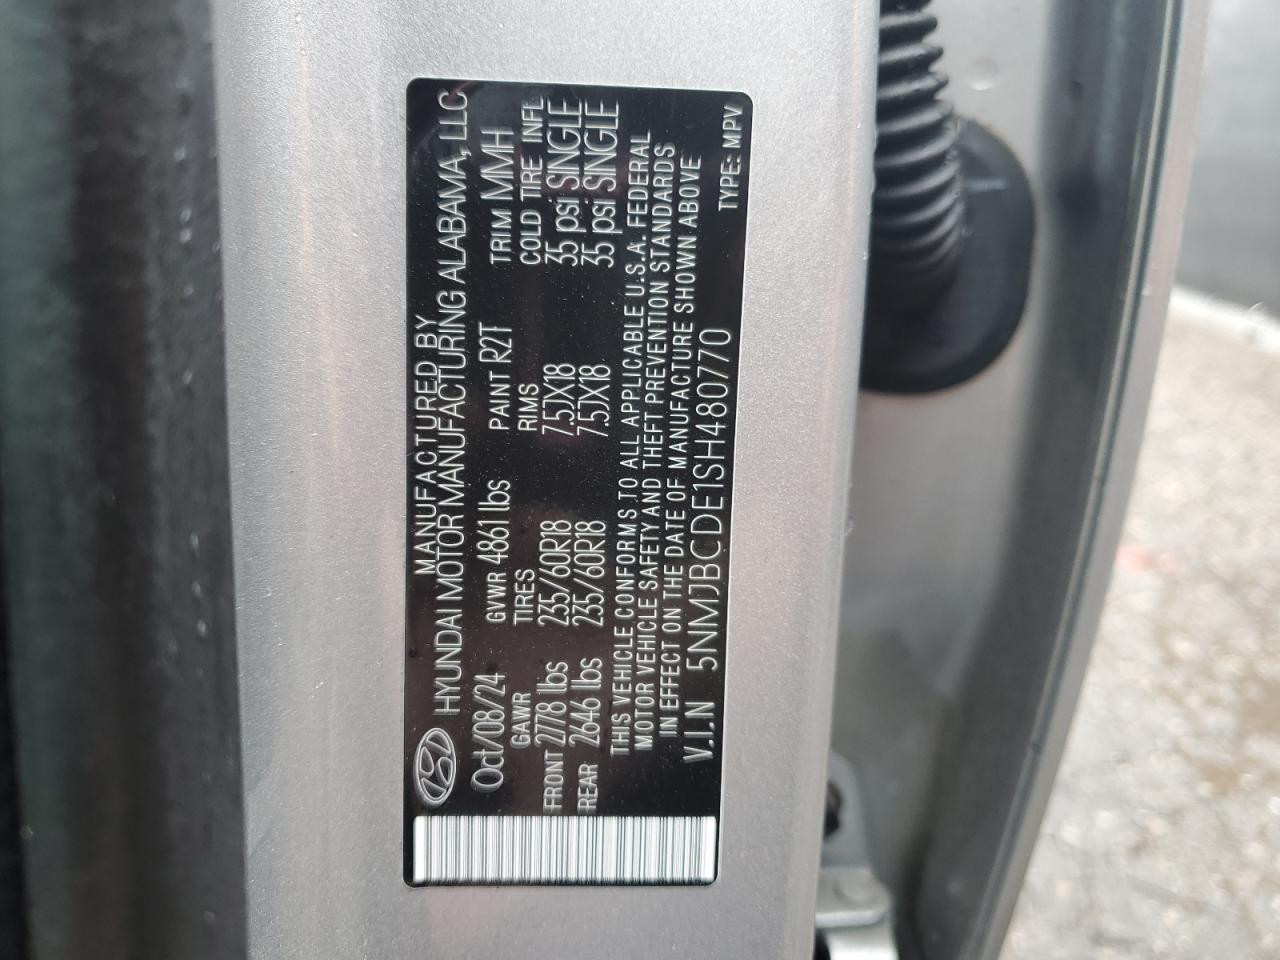 MANUFACTURED BY
HYUNDAI MOTOR MANUFACTURING ALABAMA, LLC
Oct/08/24 GVWR 4861 lbs PAINT R2T TRIM MMH
GAWR TIRES RIMS COLD TIRE INFL
FRONT 2778 lbs 235/60R18 7.5JX18 35 psi SINGLE
REAR 2646 lbs 235/60R18 7.5JX18 35 psi SINGLE
THIS VEHICLE CONFORMS TO ALL APPLICABLE U.S.A. FEDERAL
MOTOR VEHICLE SAFETY AND THEFT PREVENTION STANDARDS
IN EFFECT ON THE DATE OF MANUFACTURE SHOWN ABOVE
V.I.N 5NMJBCDE1SH480770 TYPE: MPV